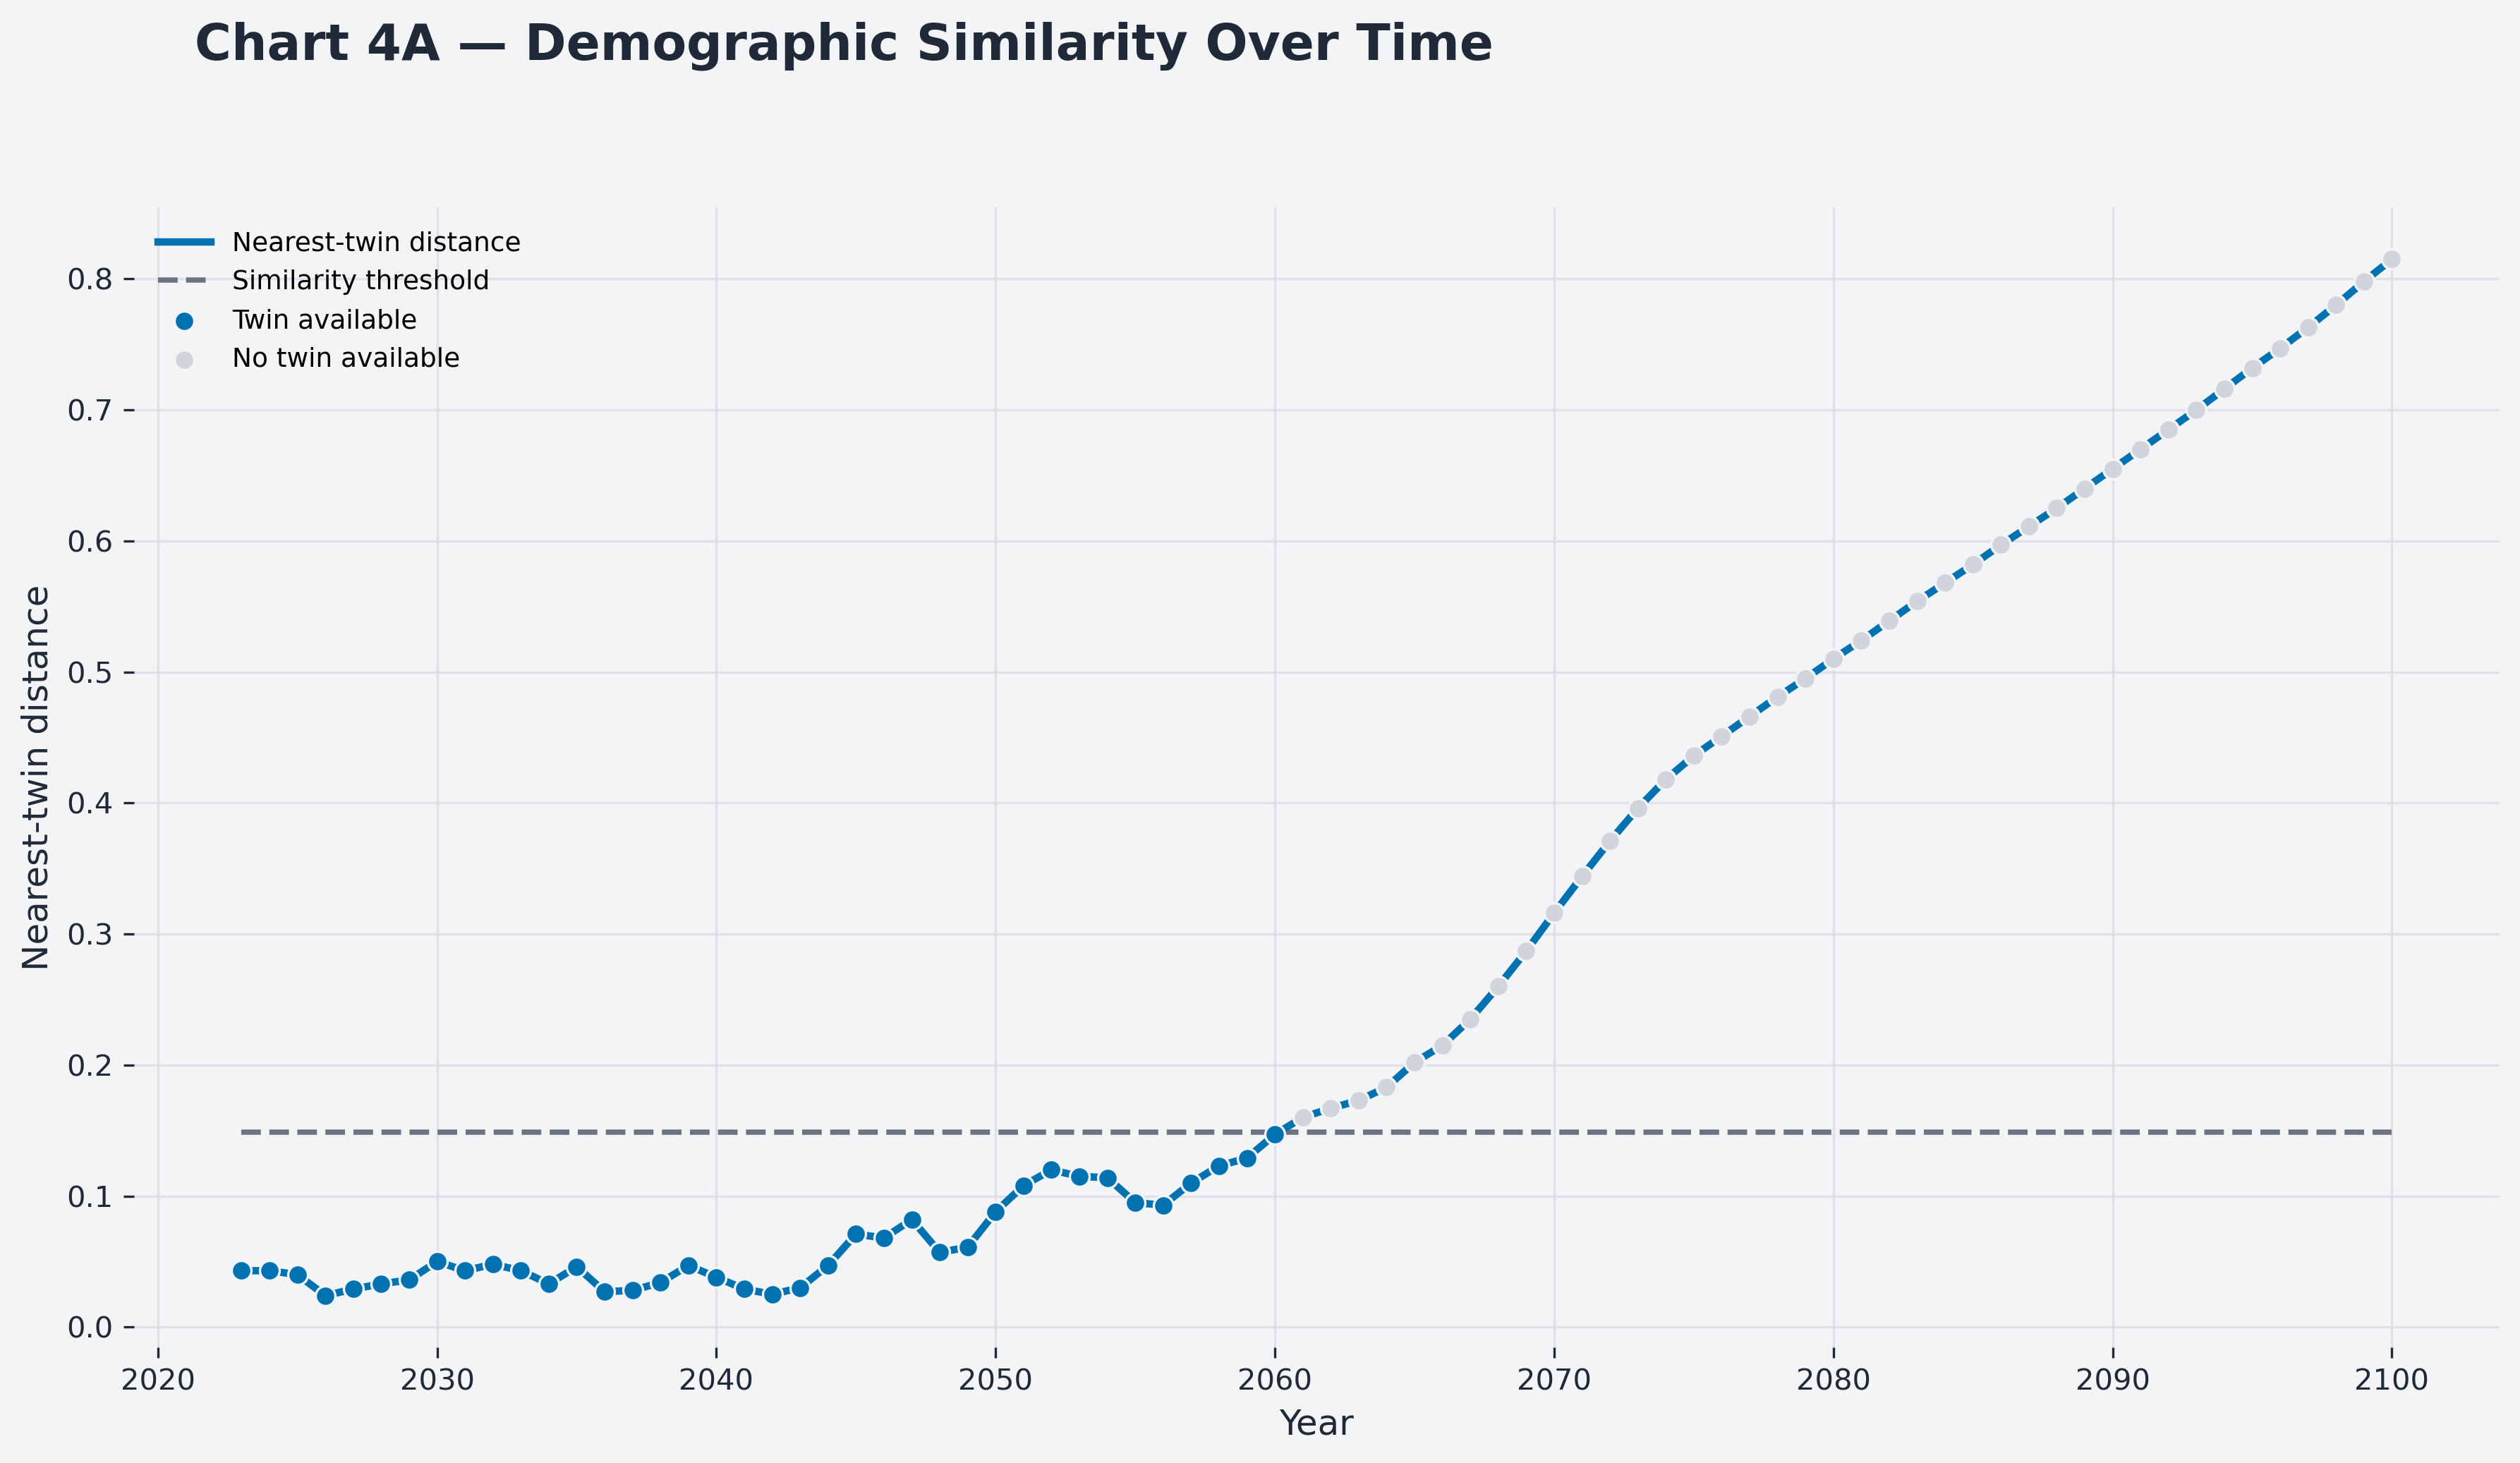 Chart 4A — Demographic Similarity Over Time
Nearest-twin distance
Similarity threshold
Twin available
No twin available
Nearest-twin distance
0.8
0.7
0.6
0.5
0.4
0.3
0.2
0.1
0.0
2020 2030 2040 2050 2060 2070 2080 2090 2100
Year